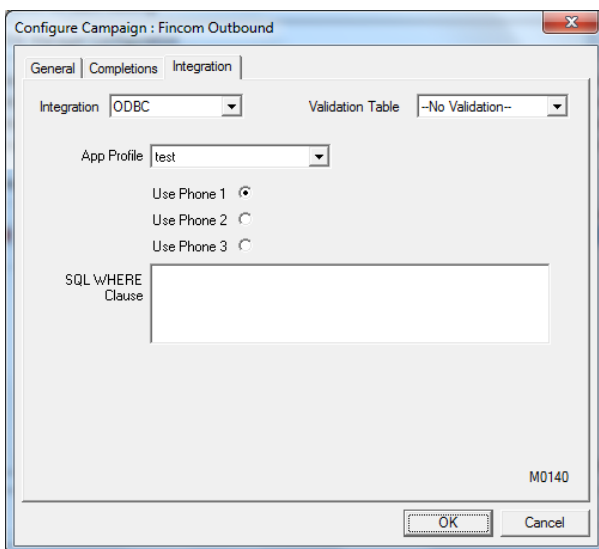 Configure Campaign : Fincom Outbound
General Completions Integration
Integration ODBC Validation Table --No Validation--
App Profile test
Use Phone 1
Use Phone 2
Use Phone 3
SQL WHERE
Clause
M0140
OK Cancel